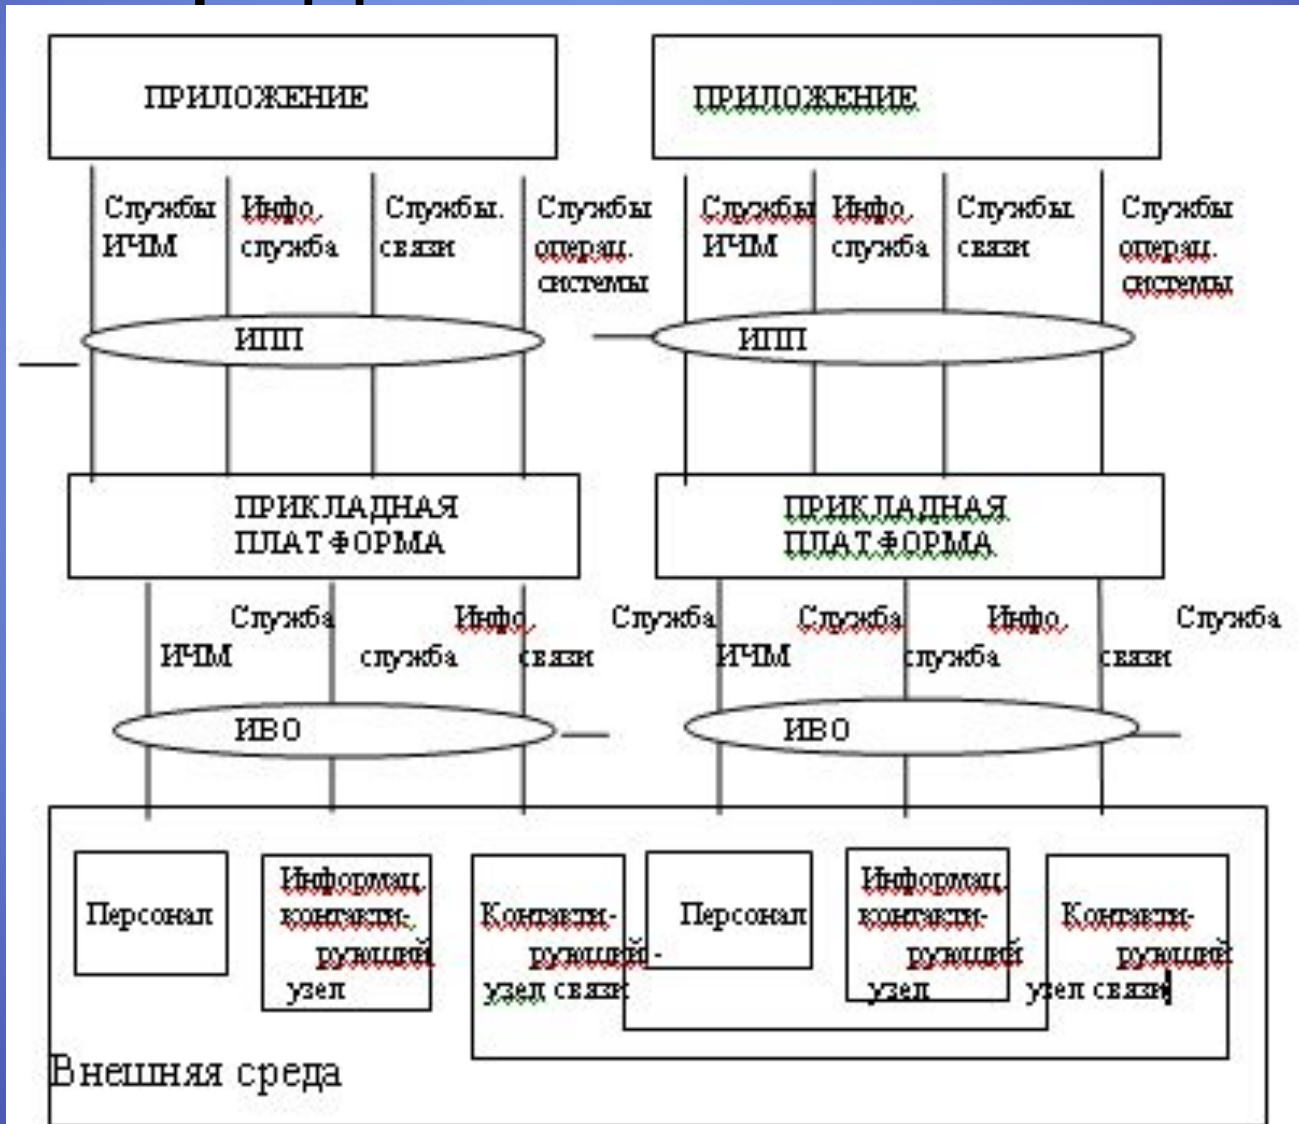 ПРИЛОЖЕНИЕ ПРИЛОЖЕНИЕ
Службы Инфо. Службы. Службы Службы Инфо. Службы Службы
ИЧМ служба связи операц. ИЧМ служба связи операц.
системы системы
ИПП ИПП
ПРИКЛАДНАЯ ПРИКЛАДНАЯ
ПЛАТФОРМА ПЛАТФОРМА
Служба Инфо. Служба Служба Инфо. Служба
ИЧМ служба связи ИЧМ служба связи
ИВО ИВО
Информац. Информац.
Персонал контакти- Контакти- Персонал контакти- Контакти-
рующий рующий - рующий рующий
узел узел связи узел узел связи
Внешняя среда